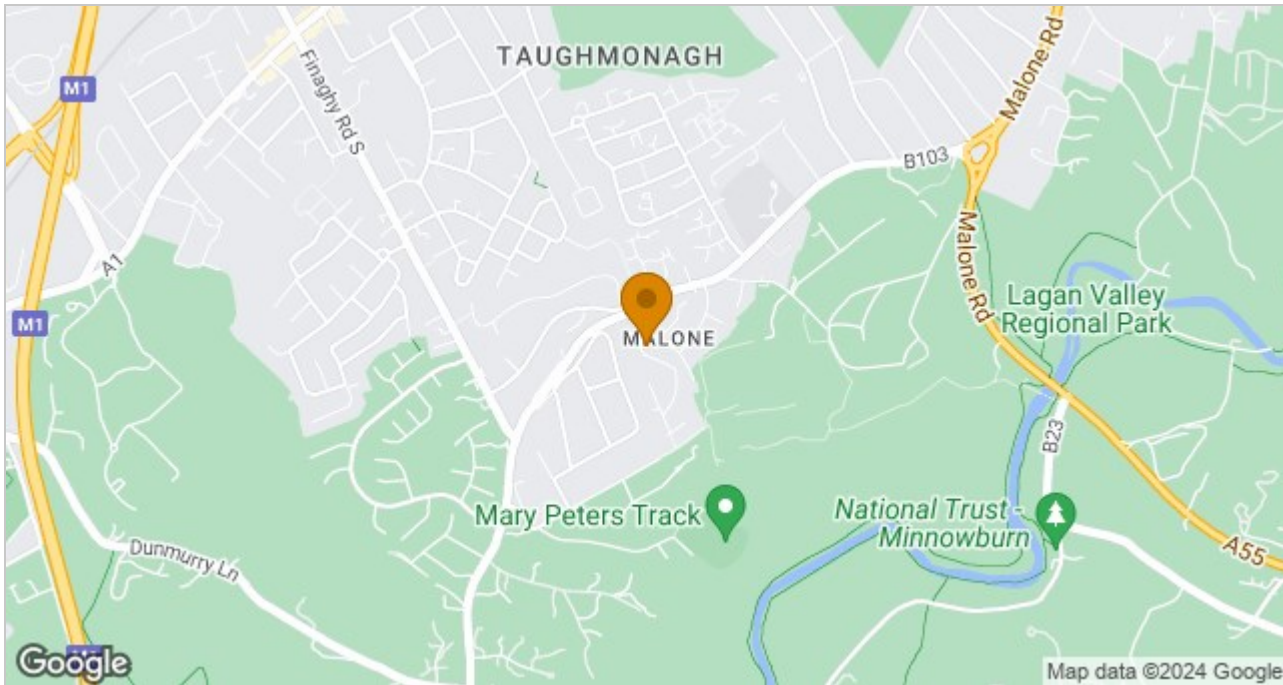 TAUGHMONAGH
M1
Finaghy Rd S
Malone Rd
B103
A1
Malone Rd
M1
Lagan Valley
Regional Park
MALONE
B23
Mary Peters Track
National Trust -
Minnowburn
A55
Dunmurry Ln
Google
Map data ©2024 Google